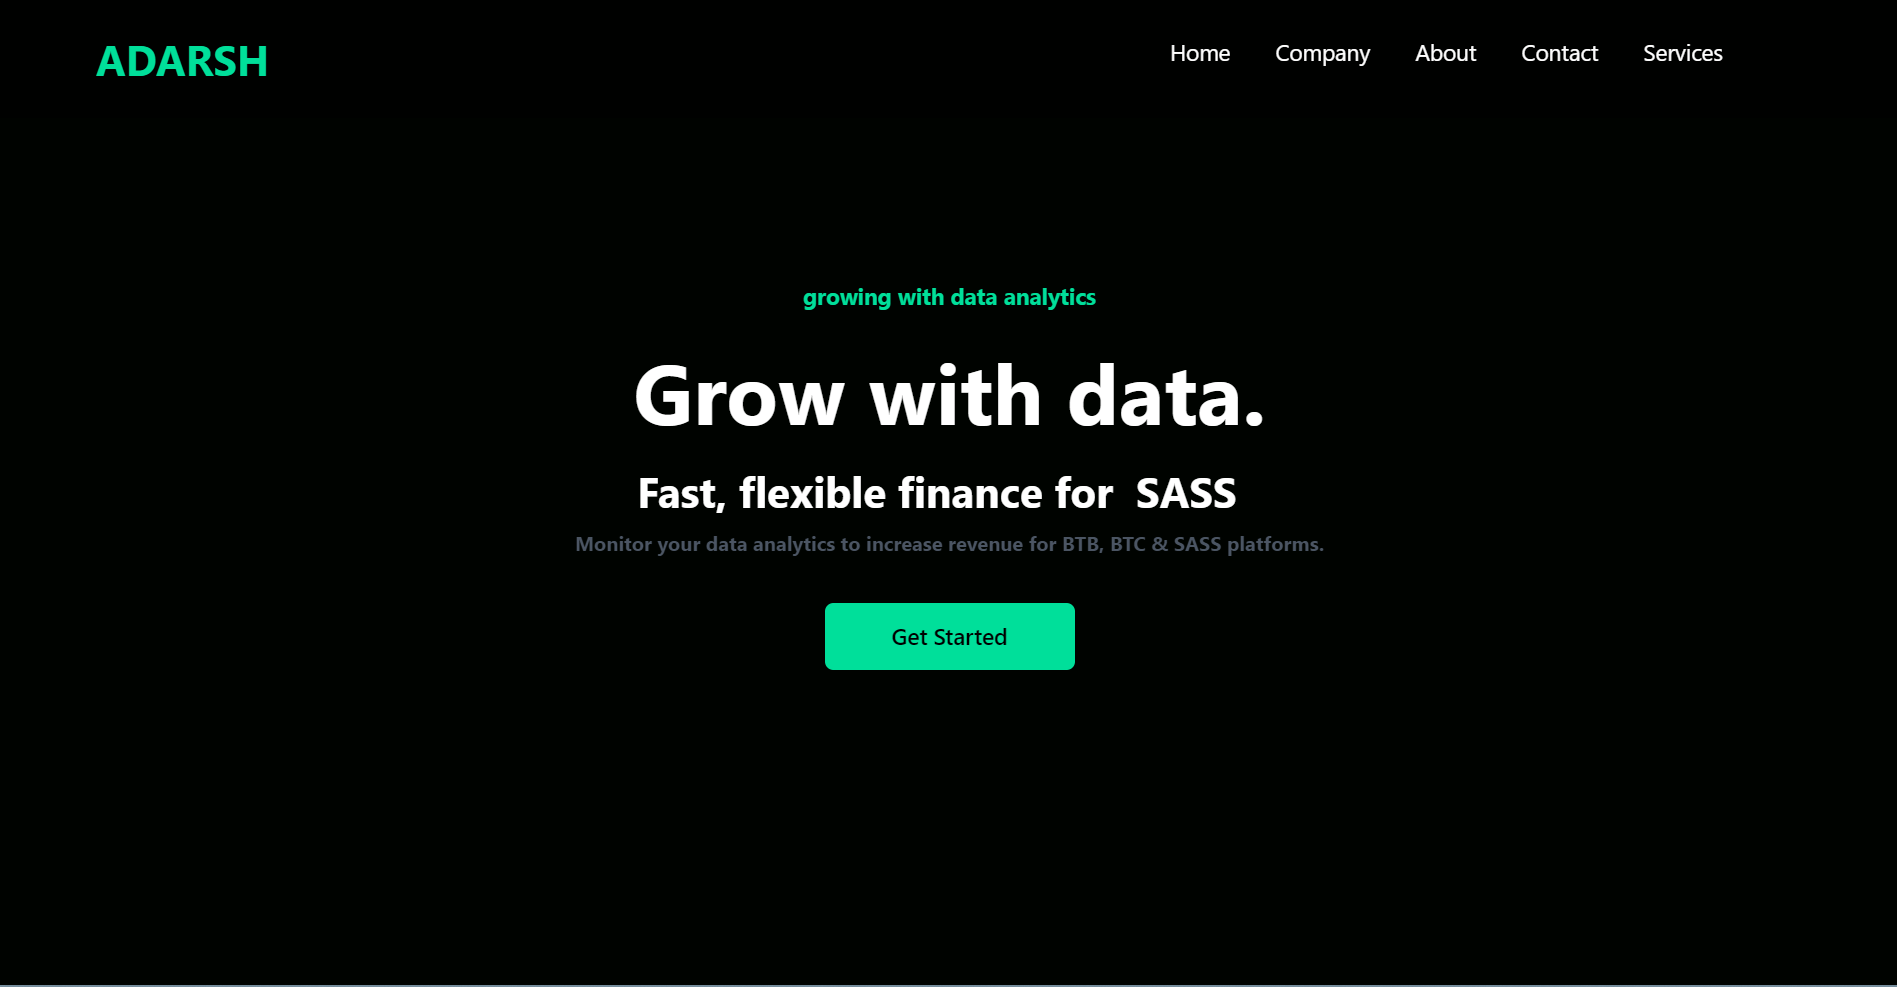 ADARSH
Home Company About Contact Services
growing with data analytics
Grow with data.
Fast, flexible finance for SASS
Monitor your data analytics to increase revenue for BTB, BTC & SASS platforms.
Get Started